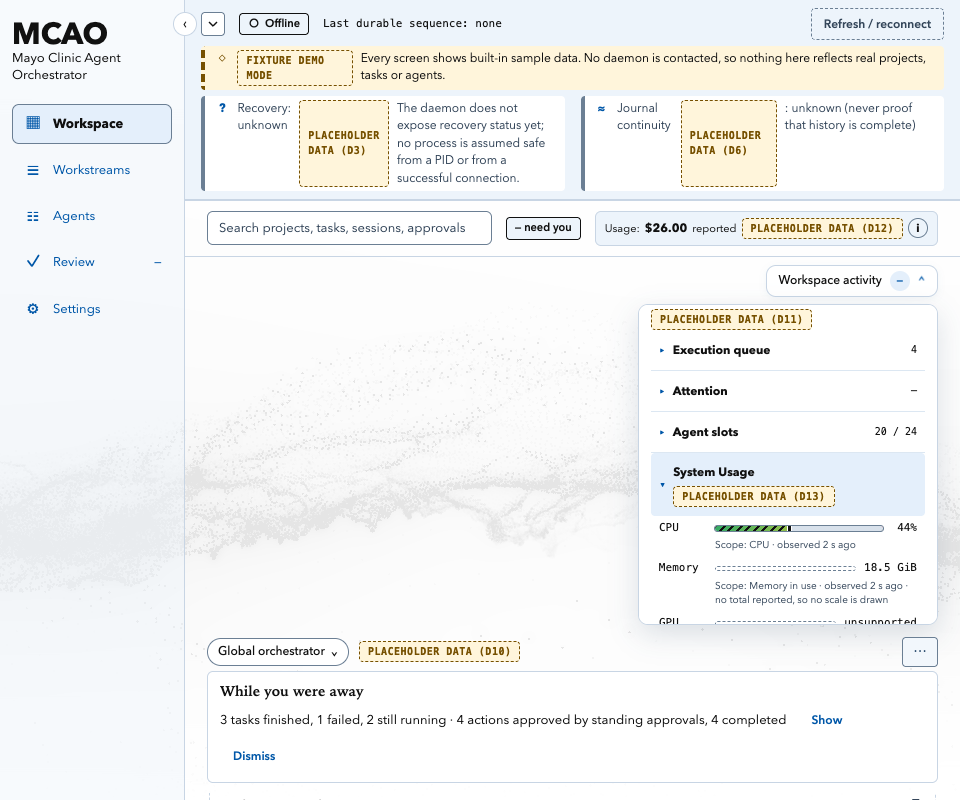 MCAO
Mayo Clinic Agent
Orchestrator
Workspace
Workstreams
Agents
Review –
Settings
Offline
Last durable sequence: none
Refresh / reconnect
FIXTURE DEMO
MODE
Every screen shows built-in sample data. No daemon is contacted, so nothing here reflects real projects,
tasks or agents.
? Recovery:
unknown
PLACEHOLDER
DATA (D3)
The daemon does not
expose recovery status yet;
no process is assumed safe
from a PID or from a
successful connection.
≈ Journal
continuity
PLACEHOLDER
DATA (D6)
: unknown (never proof
that history is complete)
Search projects, tasks, sessions, approvals
– need you
Usage: $26.00 reported PLACEHOLDER DATA (D12) i
Workspace activity –
PLACEHOLDER DATA (D11)
Execution queue 4
Attention –
Agent slots 20 / 24
System Usage
PLACEHOLDER DATA (D13)
CPU 44%
Scope: CPU · observed 2 s ago
Memory 18.5 GiB
Scope: Memory in use · observed 2 s ago ·
no total reported, so no scale is drawn
GPU unsupported
Global orchestrator
PLACEHOLDER DATA (D10)
...
While you were away
3 tasks finished, 1 failed, 2 still running · 4 actions approved by standing approvals, 4 completed Show
Dismiss